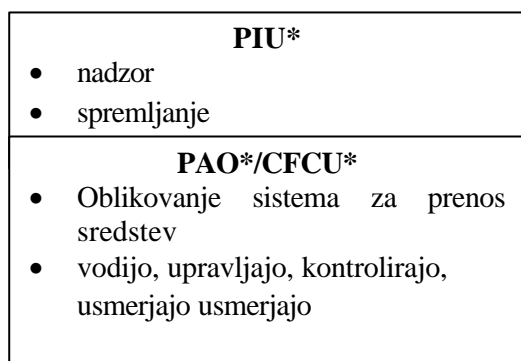 PIU*
• nadzor
• spremljanje
PAO*/CFCU*
• Oblikovanje sistema za prenos
sredstev
• vodijo, upravljajo, kontrolirajo,
usmerjajo usmerjajo